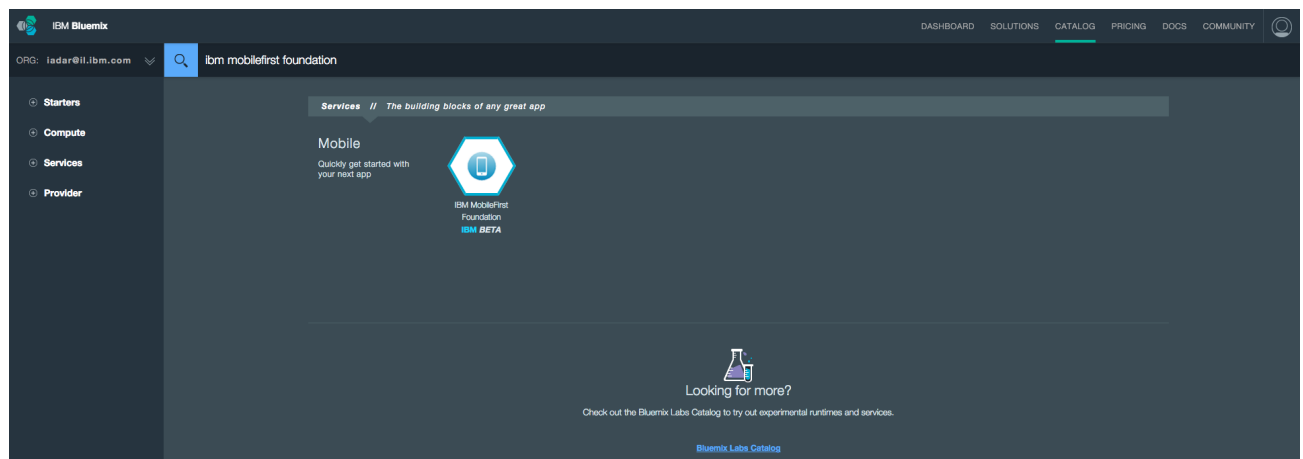 IBM Bluemix
DASHBOARD SOLUTIONS CATALOG PRICING DOCS COMMUNITY
ORG: iadar@il.ibm.com
ibm mobilefirst foundation
Starters
Compute
Services
Provider
Services // The building blocks of any great app
Mobile
Quickly get started with
your next app
IBM MobileFirst
Foundation
IBM BETA
Looking for more?
Check out the Bluemix Labs Catalog to try out experimental runtimes and services.
Bluemix Labs Catalog